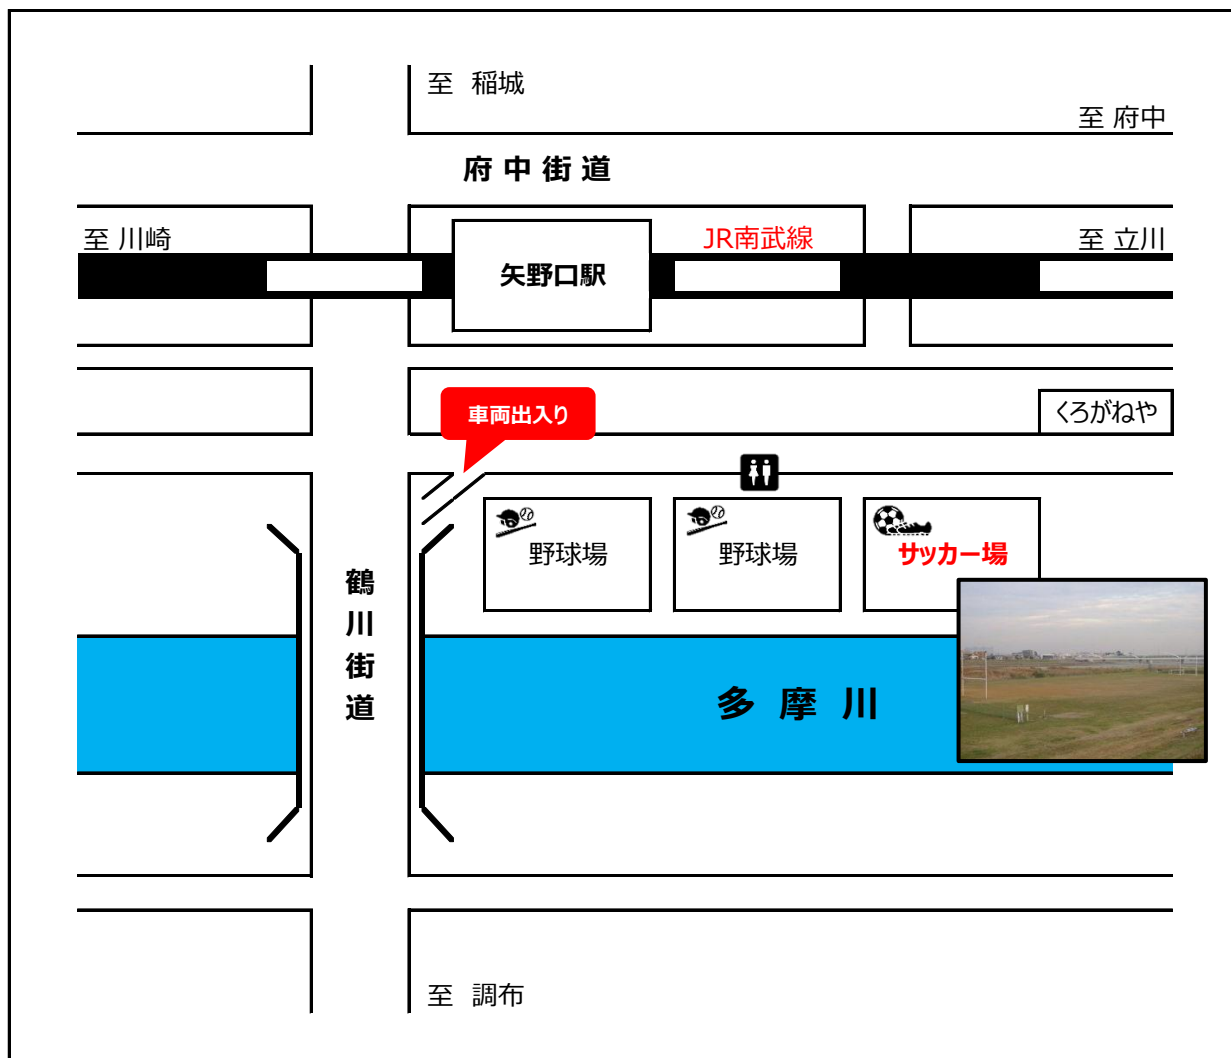 至 稲城
至 府中
府中街道
至 川崎
JR南武線
至 立川
矢野口駅
車両出入り
くろがねや
野球場
野球場
サッカー場
鶴川街道
多摩川
至 調布